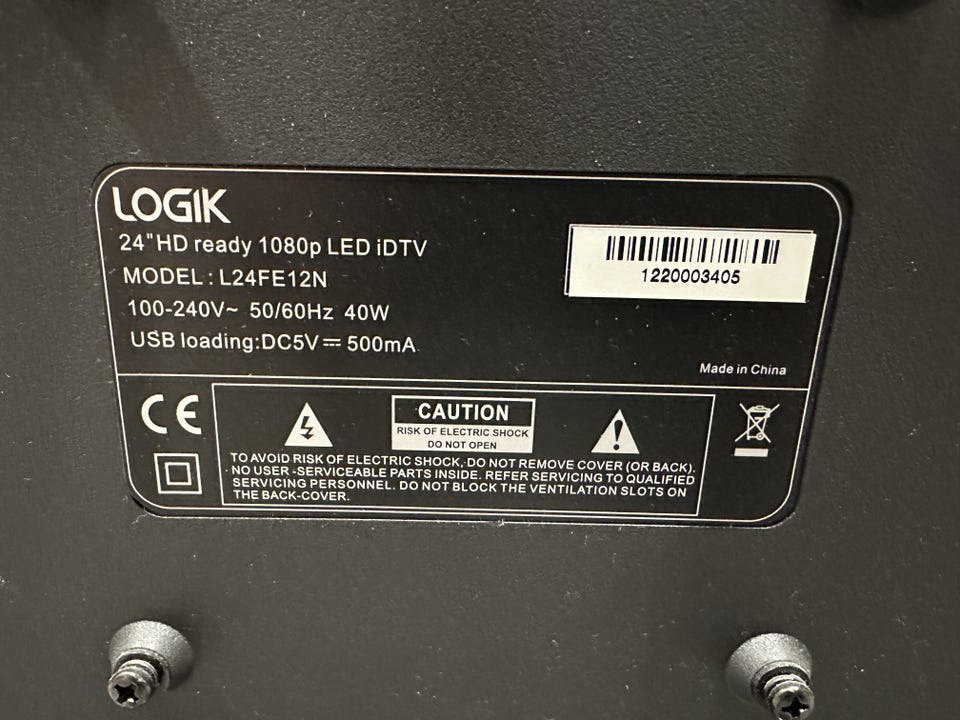 LOGIK
24"HD ready 1080p LED iDTV
MODEL: L24FE12N
100-240V~ 50/60Hz 40W
USB loading:DC5V⎓500mA
1220003405
Made in China
CE
CAUTION
RISK OF ELECTRIC SHOCK
DO NOT OPEN
TO AVOID RISK OF ELECTRIC SHOCK, DO NOT REMOVE COVER (OR BACK).
NO USER -SERVICEABLE PARTS INSIDE. REFER SERVICING TO QUALIFIED
SERVICING PERSONNEL. DO NOT BLOCK THE VENTILATION SLOTS ON
THE BACK-COVER.